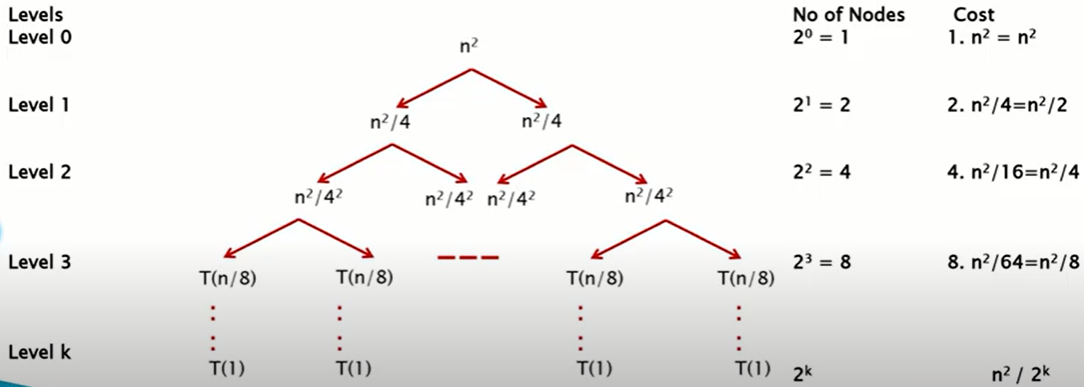 Levels No of Nodes Cost
Level 0 n² 2⁰ = 1 1. n² = n²
Level 1 n²/4 n²/4 2¹ = 2 2. n²/4=n²/2
Level 2 n²/4² n²/4² n²/4² n²/4² 2² = 4 4. n²/16=n²/4
Level 3 T(n/8) T(n/8) T(n/8) T(n/8) 2³ = 8 8. n²/64=n²/8
Level k T(1) T(1) T(1) T(1) 2ᵏ n² / 2ᵏ